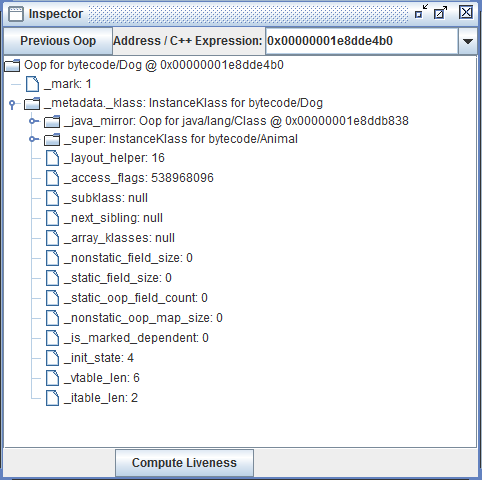 Inspector
Previous Oop Address / C++ Expression: 0x00000001e8dde4b0
Oop for bytecode/Dog @ 0x00000001e8dde4b0
_mark: 1
_metadata._klass: InstanceKlass for bytecode/Dog
_java_mirror: Oop for java/lang/Class @ 0x00000001e8ddb838
_super: InstanceKlass for bytecode/Animal
_layout_helper: 16
_access_flags: 538968096
_subklass: null
_next_sibling: null
_array_klasses: null
_nonstatic_field_size: 0
_static_field_size: 0
_static_oop_field_count: 0
_nonstatic_oop_map_size: 0
_is_marked_dependent: 0
_init_state: 4
_vtable_len: 6
_itable_len: 2
Compute Liveness